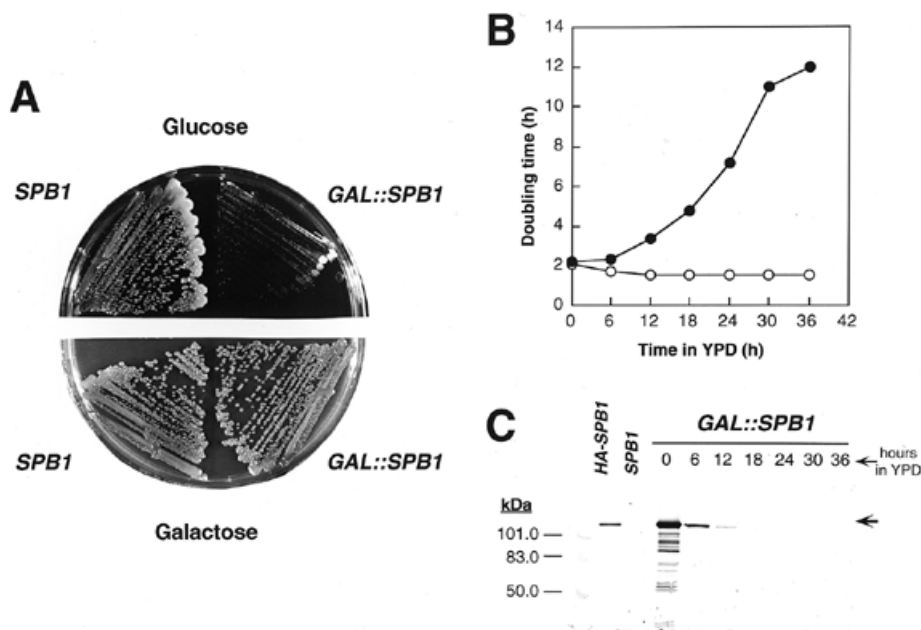 A
Glucose
SPB1
GAL::SPB1
SPB1
GAL::SPB1
Galactose
B
14
12
10
8
6
4
2
0
Doubling time (h)
0 6 12 18 24 30 36 42
Time in YPD (h)
C
HA-SPB1
SPB1
GAL::SPB1
0 6 12 18 24 30 36
hours
in YPD
kDa
101.0
83.0
50.0